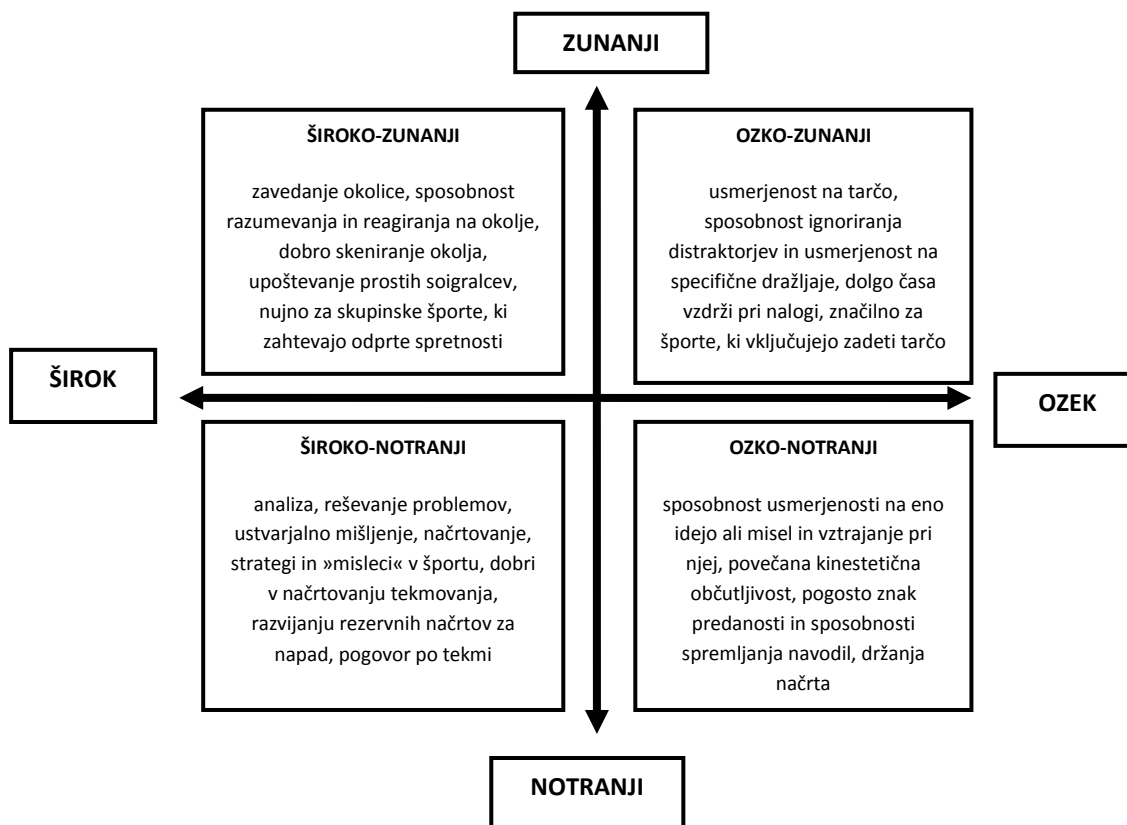 ZUNANJI
ŠIROKO-ZUNANJI
zavedanje okolice, sposobnost
razumevanja in reagiranja na okolje,
dobro skeniranje okolja,
upoštevanje prostih soigralcev,
nujno za skupinske športe, ki
zahtevajo odprte spretnosti
OZKO-ZUNANJI
usmerjenost na tarčo,
sposobnost ignoriranja
distraktorjev in usmerjenost na
specifične dražljaje, dolgo časa
vzdrži pri nalogi, značilno za
športe, ki vključujejo zadeti tarčo
ŠIROK
OZEK
ŠIROKO-NOTRANJI
analiza, reševanje problemov,
ustvarjalno mišljenje, načrtovanje,
strategi in »misleci« v športu, dobri
v načrtovanju tekmovanja,
razvijanju rezervnih načrtov za
napad, pogovor po tekmi
OZKO-NOTRANJI
sposobnost usmerjenosti na eno
idejo ali misel in vztrajanje pri
njej, povečana kinestetična
občutljivost, pogosto znak
predanosti in sposobnosti
spremljanja navodil, držanja
načrta
NOTRANJI